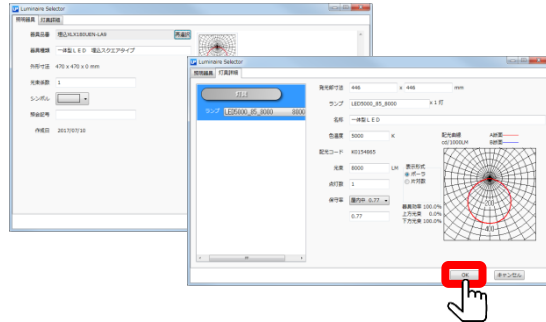 Luminaire Selector
照明器具 灯具詳細
器具品番 埋込XLX180UEN-LA9 再選択
器具種類 一体型ＬＥＤ 埋込スクエアタイプ
外形寸法 470 x 470 x 0 mm
光束係数 1
シンボル
照合記号
作成日 2017/07/10
Luminaire Selector
照明器具 灯具詳細
灯具
ランプ LED5000_85_8080 8800
発光部寸法 446 x 446 mm
ランプ LED5000_85_8000 x 1 灯
名称 一体型ＬＥＤ
色温度 5000 K
配光コード K0154865
光束 6000 LM
点灯数 1
保守率 屋内中 0.77
0.77
表示形式
ポーラ
片対数
器具効率 100.0%
上方光束 0.0%
下方光束 100.0%
配光曲線 A断面
cd/1000LM B断面
200
400
OK キャンセル